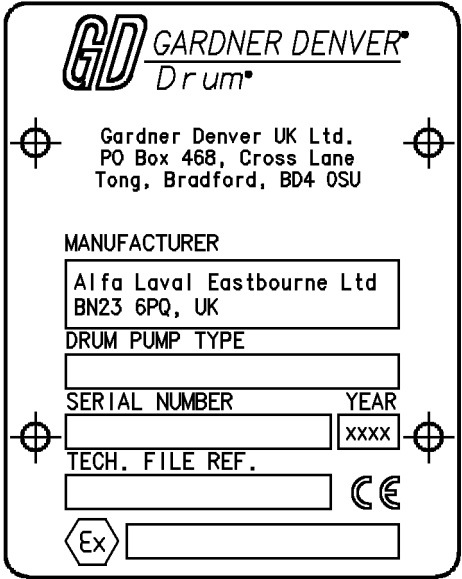 GD GARDNER DENVER®
Drum®
Gardner Denver UK Ltd.
PO Box 468, Cross Lane
Tong, Bradford, BD4 0SU
MANUFACTURER
Alfa Laval Eastbourne Ltd
BN23 6PQ, UK
DRUM PUMP TYPE
SERIAL NUMBER YEAR
xxxx
TECH. FILE REF.
CE
Ex